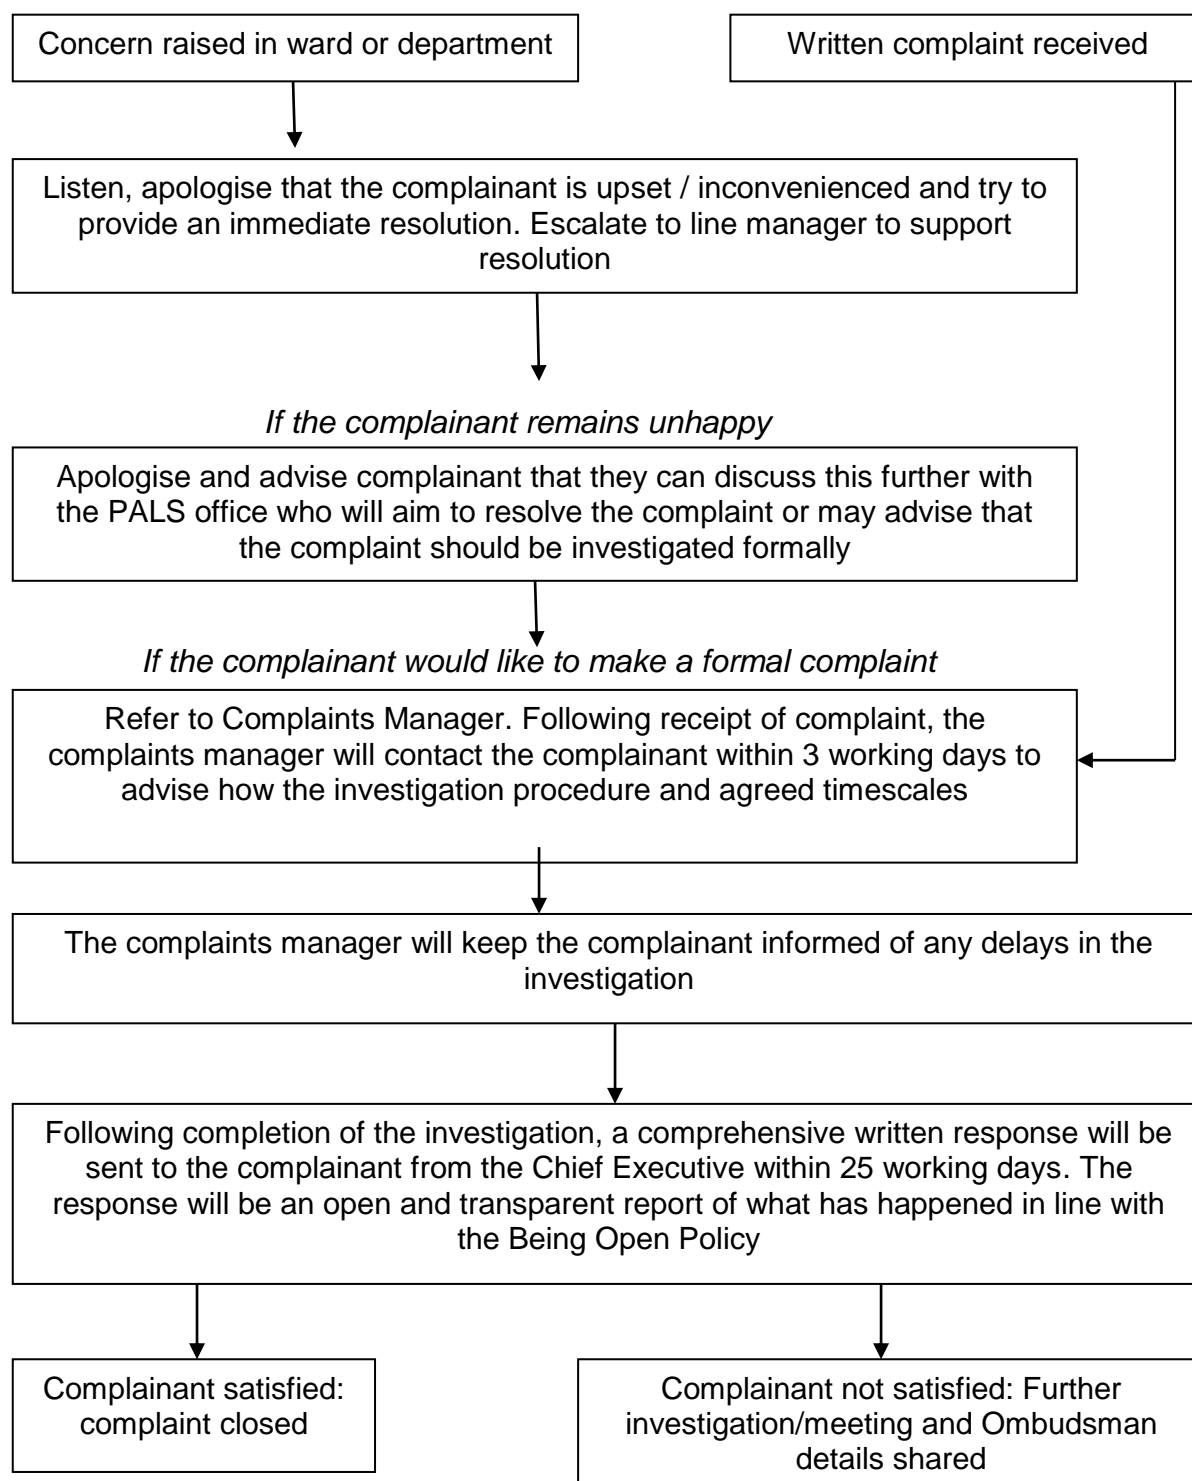 Concern raised in ward or department
Written complaint received
Listen, apologise that the complainant is upset / inconvenienced and try to
provide an immediate resolution. Escalate to line manager to support
resolution
If the complainant remains unhappy
Apologise and advise complainant that they can discuss this further with
the PALS office who will aim to resolve the complaint or may advise that
the complaint should be investigated formally
If the complainant would like to make a formal complaint
Refer to Complaints Manager. Following receipt of complaint, the
complaints manager will contact the complainant within 3 working days to
advise how the investigation procedure and agreed timescales
The complaints manager will keep the complainant informed of any delays in the
investigation
Following completion of the investigation, a comprehensive written response will be
sent to the complainant from the Chief Executive within 25 working days. The
response will be an open and transparent report of what has happened in line with
the Being Open Policy
Complainant satisfied:
complaint closed
Complainant not satisfied: Further
investigation/meeting and Ombudsman
details shared